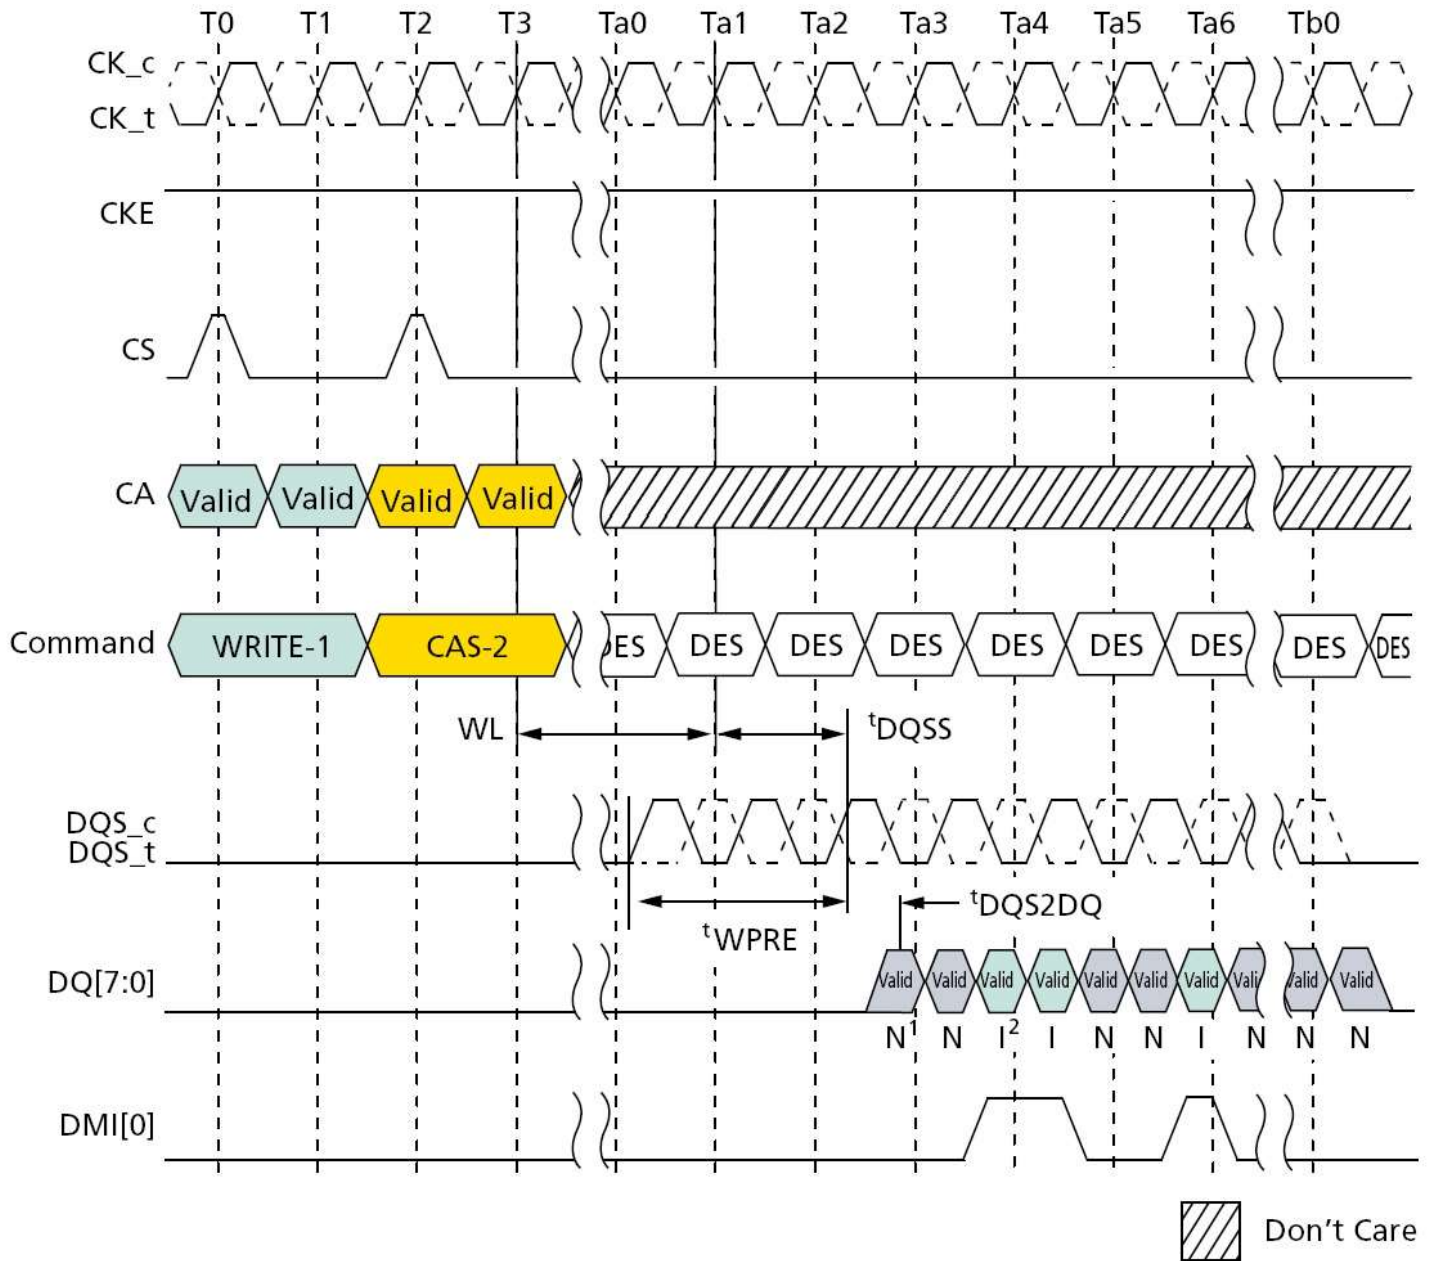 T0 T1 T2 T3 Ta0 Ta1 Ta2 Ta3 Ta4 Ta5 Ta6 Tb0
CK_c
CK_t
CKE
CS
CA Valid Valid Valid Valid
Command WRITE-1 CAS-2 DES DES DES DES DES DES DES DES DES
WL tDQSS
DQS_c
DQS_t
tDQS2DQ
tWPRE
DQ[7:0] Valid Valid Valid Valid Valid Valid Valid Vali Valid Valid
N1 N I2 I N N I N N N
DMI[0]
Don't Care